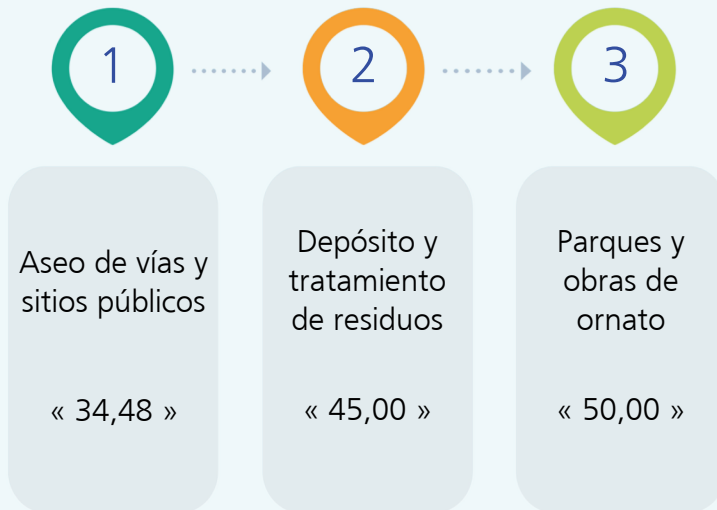 1
2
3
Aseo de vías y
sitios públicos
« 34,48 »
Depósito y
tratamiento
de residuos
« 45,00 »
Parques y
obras de
ornato
« 50,00 »